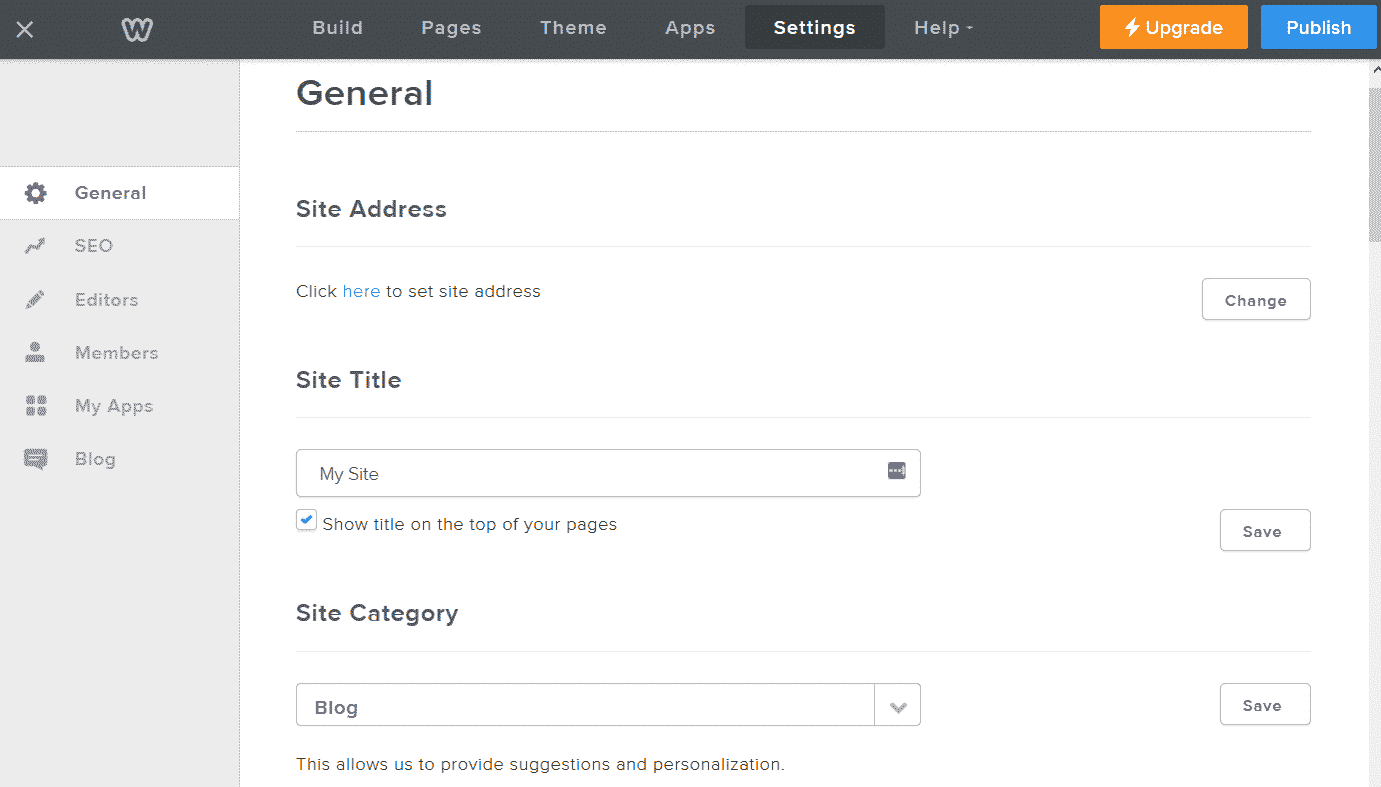 Build Pages Theme Apps Settings Help Upgrade Publish
General
General
SEO
Editors
Members
My Apps
Blog
Site Address
Click here to set site address
Change
Site Title
My Site
Show title on the top of your pages
Save
Site Category
Blog
Save
This allows us to provide suggestions and personalization.